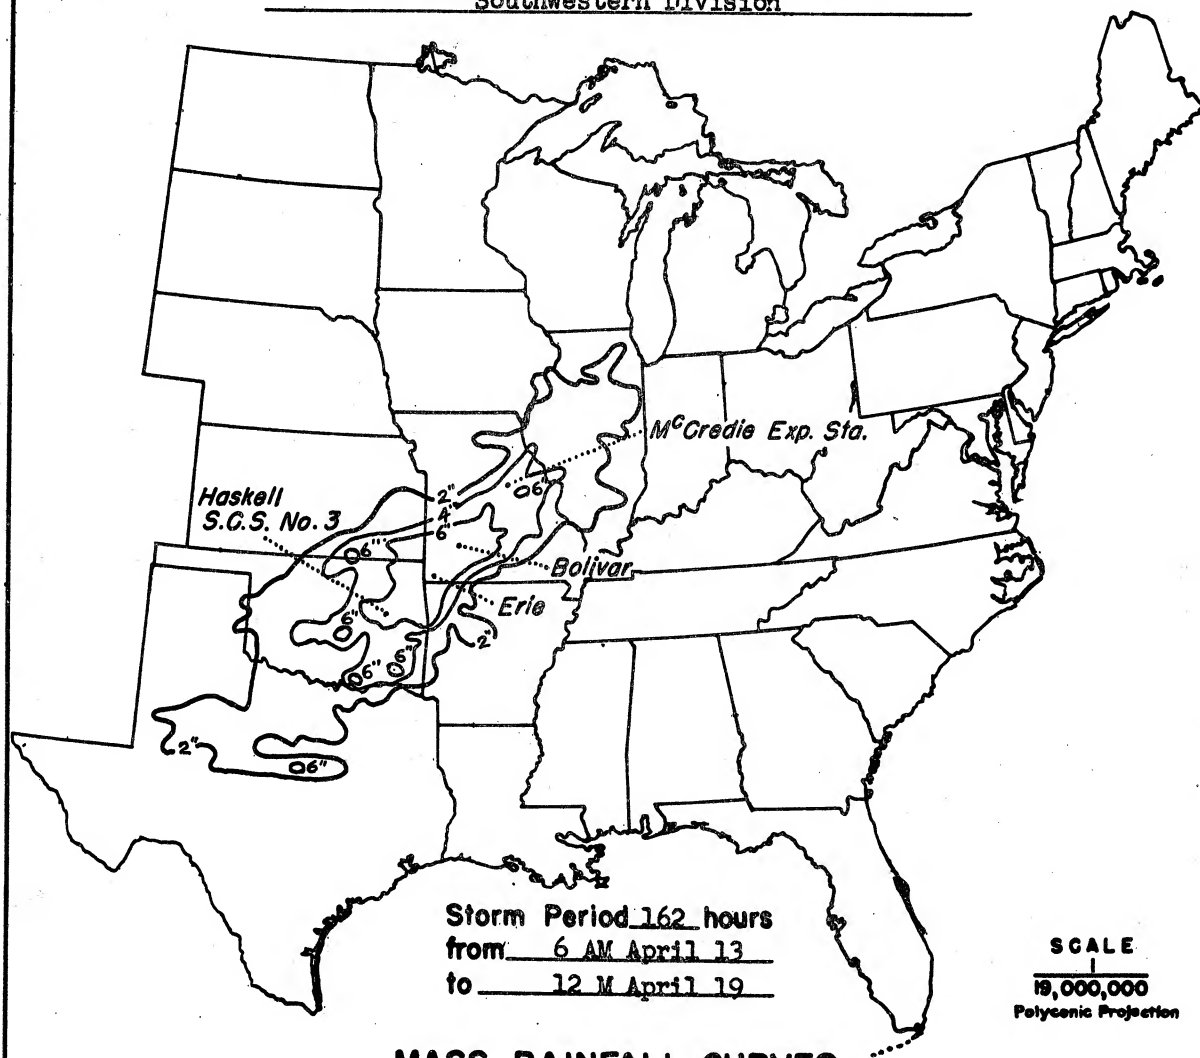 Southwestern Division
McCredie Exp. Sta.
6"
2"
Haskell
4"
S.C.S. No. 3
6"
6"
Bolivar
Erie
6"
2"
6"
6"
2"
6"
Storm Period 162 hours
from 6 AM April 13
to 12 M April 19
SCALE
1
19,000,000
Polyconic Projection
MASS RAINFALL CURVES